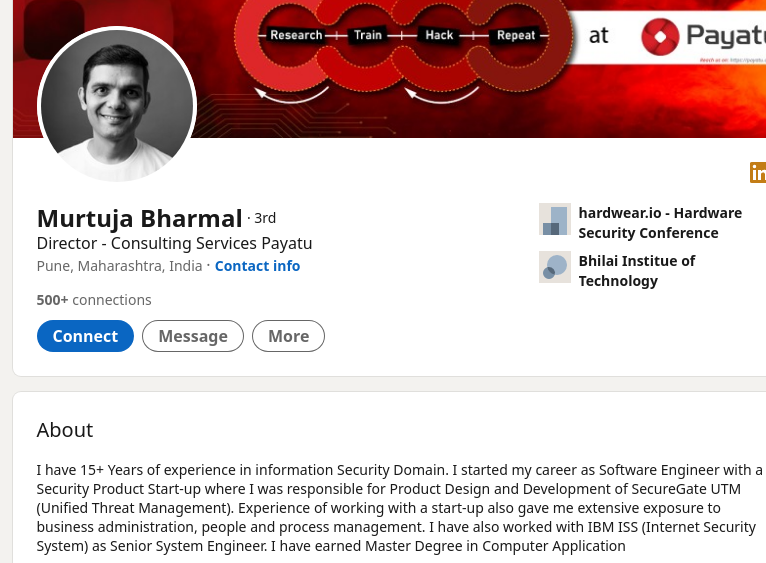 Research Train Hack Repeat at
Murtuja Bharmal · 3rd
Director - Consulting Services Payatu
Pune, Maharashtra, India · Contact info
500+ connections
Connect Message More
in
hardwear.io - Hardware
Security Conference
Bhilai Institue of
Technology
About
I have 15+ Years of experience in information Security Domain. I started my career as Software Engineer with a
Security Product Start-up where I was responsible for Product Design and Development of SecureGate UTM
(Unified Threat Management). Experience of working with a start-up also gave me extensive exposure to
business administration, people and process management. I have also worked with IBM ISS (Internet Security
System) as Senior System Engineer. I have earned Master Degree in Computer Application